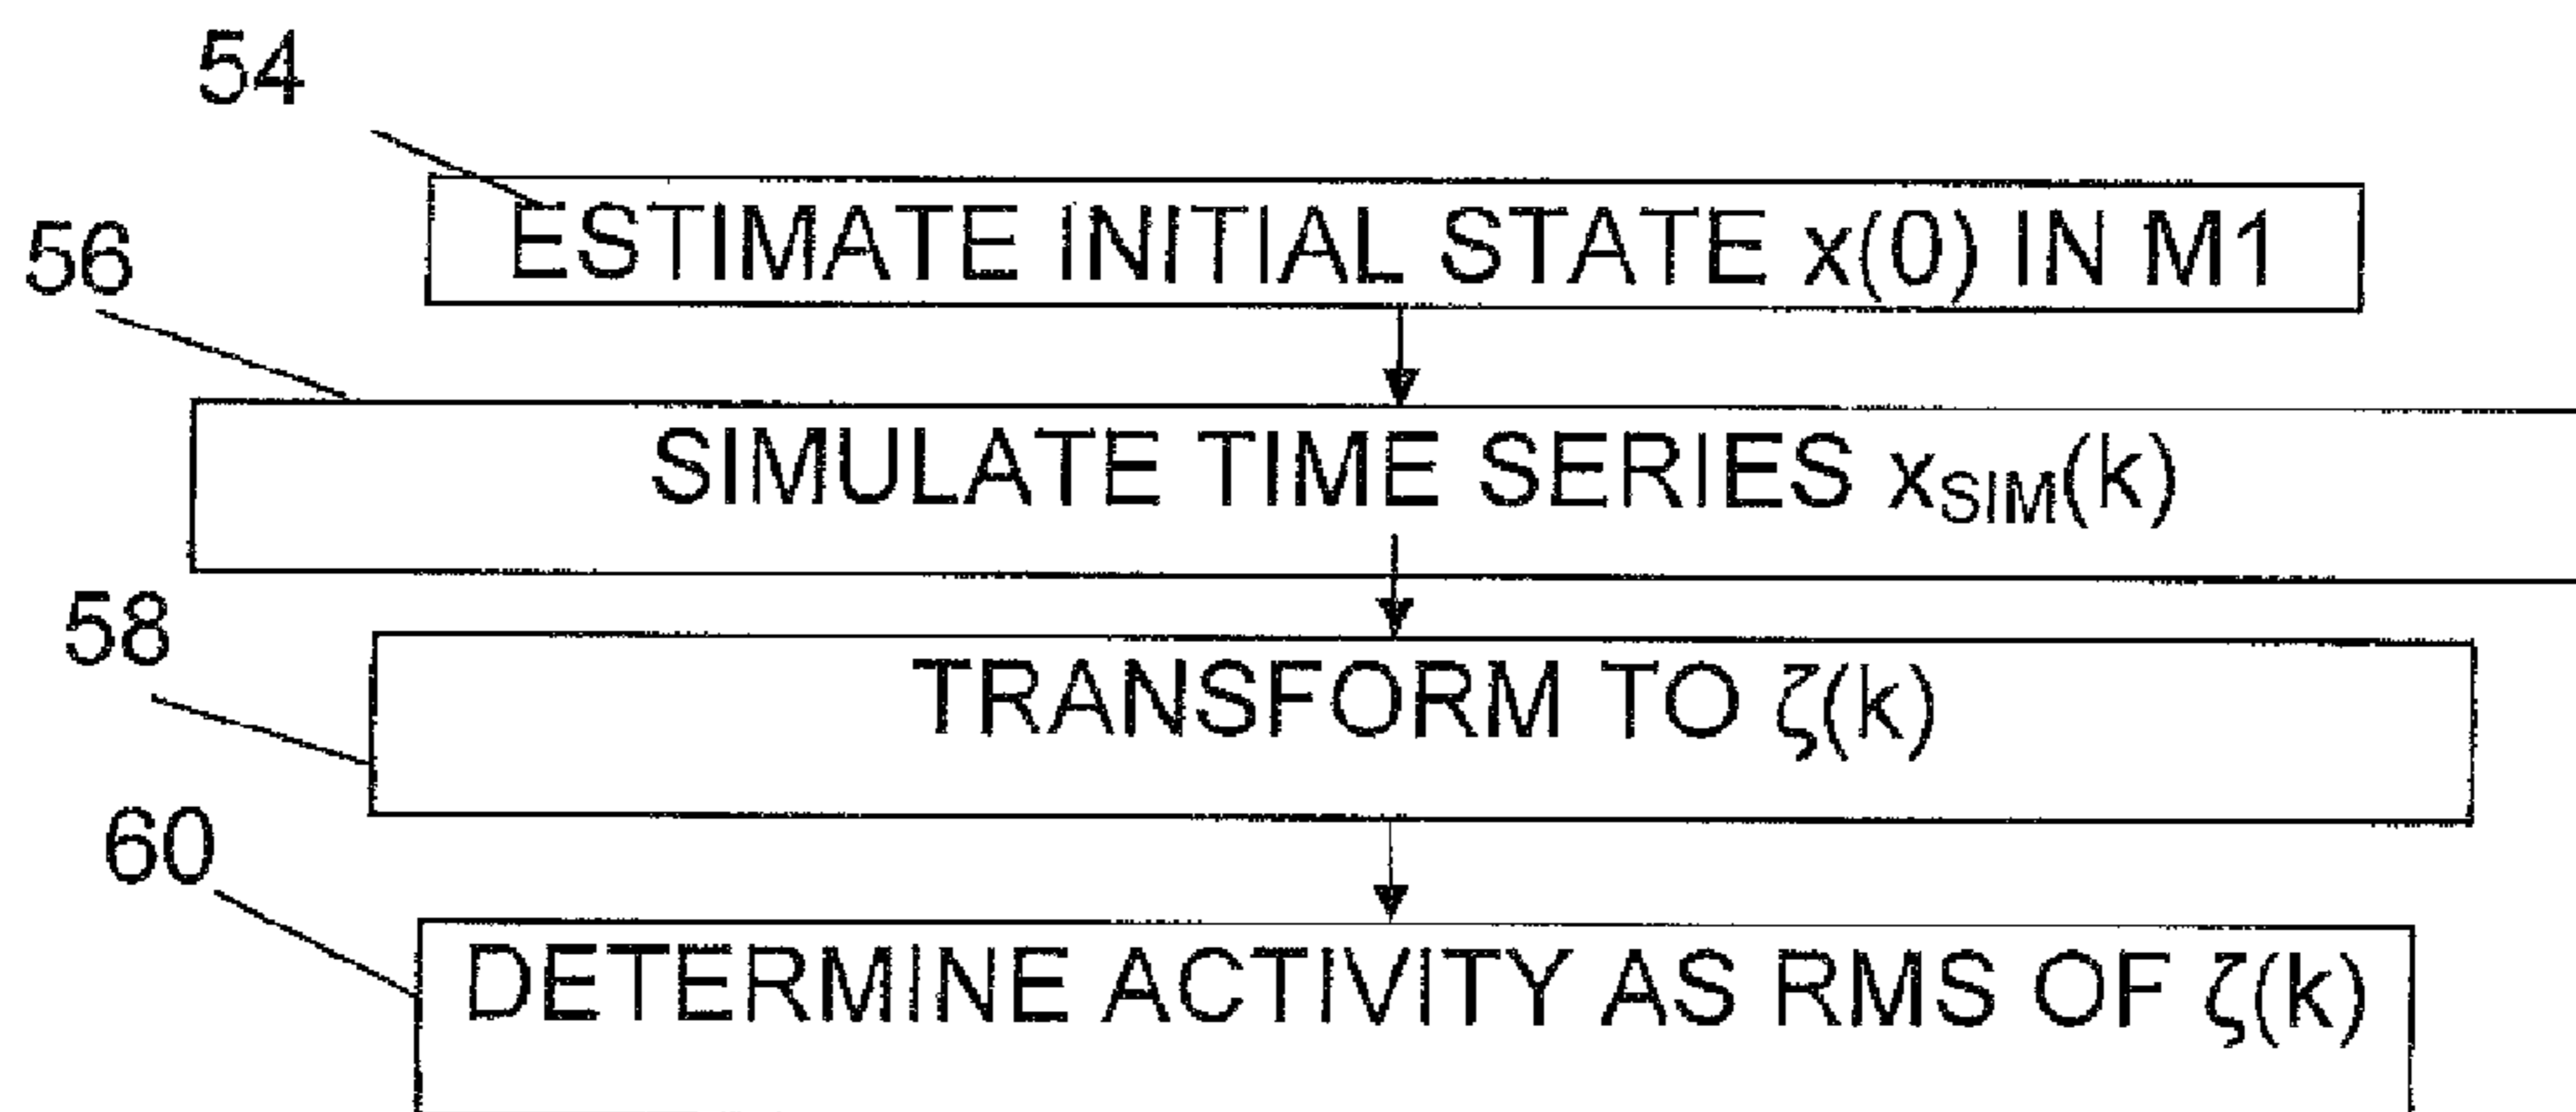 54
ESTIMATE INITIAL STATE x(0) IN M1
56
SIMULATE TIME SERIES xSIM(k)
58
TRANSFORM TO ζ(k)
60
DETERMINE ACTIVITY AS RMS OF ζ(k)